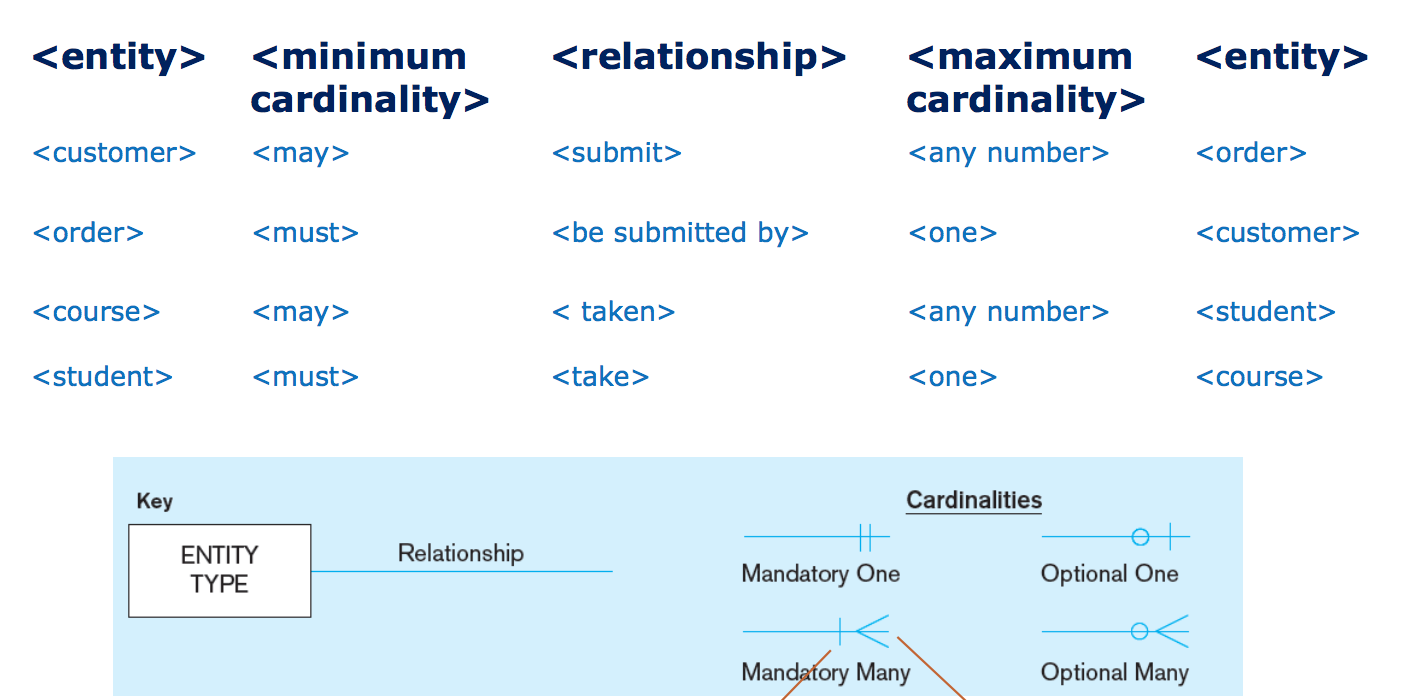 <entity> <minimum cardinality> <relationship> <maximum cardinality> <entity>
<customer> <may> <submit> <any number> <order>
<order> <must> <be submitted by> <one> <customer>
<course> <may> < taken> <any number> <student>
<student> <must> <take> <one> <course>
Key
Cardinalities
ENTITY
TYPE
Relationship
Mandatory One
Optional One
Mandatory Many
Optional Many